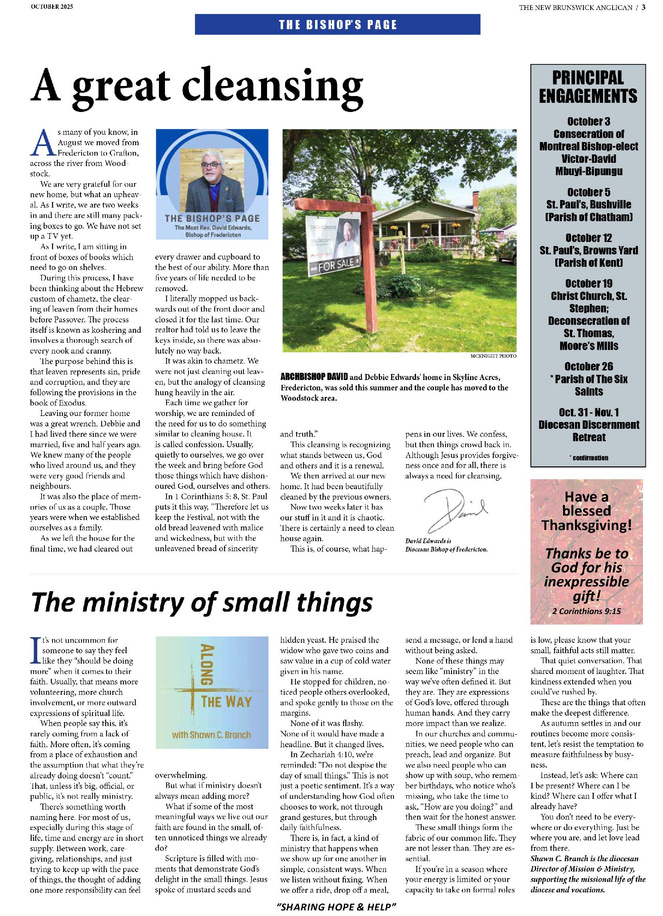 OCTOBER 2025
THE NEW BRUNSWICK ANGLICAN / 3
THE BISHOP'S PAGE
A great cleansing
As many of you know, in
August we moved from
Fredericton to Grafton,
across the river from Wood-
stock.
We are very grateful for our
new home, but what an upheav-
al. As I write, we are two weeks
in and there are still many pack-
ing boxes to go. We have not set
up a TV yet.
As I write, I am sitting in
front of boxes of books which
need to go on shelves.
During this process, I have
been thinking about the Hebrew
custom of chametz, the clear-
ing of leaven from their homes
before Passover. The process
itself is known as koshering and
involves a thorough search of
every nook and cranny.
The purpose behind this is
that leaven represents sin, pride
and corruption, and they are
following the provisions in the
book of Exodus.
Leaving our former home
was a great wrench. Debbie and
I had lived there since we were
married, five and half years ago.
We knew many of the people
who lived around us, and they
were very good friends and
neighbours.
It was also the place of mem-
ories of us as a couple. Those
years were when we established
ourselves as a family.
As we left the house for the
final time, we had cleared out
THE BISHOP'S PAGE
The Most Rev. David Edwards,
Bishop of Fredericton
every drawer and cupboard to
the best of our ability. More than
five years of life needed to be
removed.
I literally mopped us back-
wards out of the front door and
closed it for the last time. Our
realtor had told us to leave the
keys inside, so there was abso-
lutely no way back.
It was akin to chametz. We
were not just cleaning out leav-
en, but the analogy of cleansing
hung heavily in the air.
Each time we gather for
worship, we are reminded of
the need for us to do something
similar to cleaning house. It
is called confession. Usually,
quietly to ourselves, we go over
the week and bring before God
those things which have dishon-
oured God, ourselves and others.
In 1 Corinthians 5: 8, St. Paul
puts it this way, "Therefore let us
keep the Festival, not with the
old bread leavened with malice
and wickedness, but with the
unleavened bread of sincerity
FOR SALE
MCKNIGHT PHOTO
ARCHBISHOP DAVID and Debbie Edwards' home in Skyline Acres,
Fredericton, was sold this summer and the couple has moved to the
Woodstock area.
and truth."
This cleansing is recognizing
what stands between us, God
and others and it is a renewal.
We then arrived at our new
home. It had been beautifully
cleaned by the previous owners.
Now two weeks later it has
our stuff in it and it is chaotic.
There is certainly a need to clean
house again.
This is, of course, what hap-
pens in our lives. We confess,
but then things crowd back in.
Although Jesus provides forgive-
ness once and for all, there is
always a need for cleansing.
David
David Edwards is
Diocesan Bishop of Fredericton.
PRINCIPAL
ENGAGEMENTS
October 3
Consecration of
Montreal Bishop-elect
Victor-David
Mbuyi-Bipungu
October 5
St. Paul's, Bushville
(Parish of Chatham)
October 12
St. Paul's, Browns Yard
(Parish of Kent)
October 19
Christ Church, St.
Stephen;
Deconsecration of
St. Thomas,
Moore's Mills
October 26
* Parish of The Six
Saints
Oct. 31 - Nov. 1
Diocesan Discernment
Retreat
* confirmation
Have a
blessed
Thanksgiving!
Thanks be to
God for his
inexpressible
gift!
2 Corinthians 9:15
The ministry of small things
It's not uncommon for
someone to say they feel
like they "should be doing
more" when it comes to their
faith. Usually, that means more
volunteering, more church
involvement, or more outward
expressions of spiritual life.
When people say this, it's
rarely coming from a lack of
faith. More often, it's coming
from a place of exhaustion and
the assumption that what they're
already doing doesn't "count."
That, unless it's big, official, or
public, it's not really ministry.
There's something worth
naming here. For most of us,
especially during this stage of
life, time and energy are in short
supply. Between work, care-
giving, relationships, and just
trying to keep up with the pace
of things, the thought of adding
one more responsibility can feel
ALONG
THE WAY
with Shawn C. Branch
overwhelming.
But what if ministry doesn't
always mean adding more?
What if some of the most
meaningful ways we live out our
faith are found in the small, of-
ten unnoticed things we already
do?
Scripture is filled with mo-
ments that demonstrate God's
delight in the small things. Jesus
spoke of mustard seeds and
hidden yeast. He praised the
widow who gave two coins and
saw value in a cup of cold water
given in his name.
He stopped for children, no-
ticed people others overlooked,
and spoke gently to those on the
margins.
None of it was flashy.
None of it would have made a
headline. But it changed lives.
In Zechariah 4:10, we're
reminded: "Do not despise the
day of small things." This is not
just a poetic sentiment. It's a way
of understanding how God often
chooses to work, not through
grand gestures, but through
daily faithfulness.
There is, in fact, a kind of
ministry that happens when
we show up for one another in
simple, consistent ways. When
we listen without fixing. When
we offer a ride, drop off a meal,
send a message, or lend a hand
without being asked.
None of these things may
seem like "ministry" in the
way we've often defined it. But
they are. They are expressions
of God's love, offered through
human hands. And they carry
more impact than we realize.
In our churches and commu-
nities, we need people who can
preach, lead and organize. But
we also need people who can
show up with soup, who remem-
ber birthdays, who notice who's
missing, who take the time to
ask, "How are you doing?" and
then wait for the honest answer.
These small things form the
fabric of our common life. They
are not lesser than. They are es-
sential.
If you're in a season where
your energy is limited or your
capacity to take on formal roles
is low, please know that your
small, faithful acts still matter.
That quiet conversation. That
shared moment of laughter. That
kindness extended when you
could've rushed by.
These are the things that often
make the deepest difference.
As autumn settles in and our
routines become more consis-
tent, let's resist the temptation to
measure faithfulness by busy-
ness.
Instead, let's ask: Where can
I be present? Where can I be
kind? Where can I offer what I
already have?
You don't need to be every-
where or do everything. Just be
where you are, and let love lead
from there.
Shawn C. Branch is the diocesan
Director of Mission & Ministry,
supporting the missional life of the
diocese and vocations.
"SHARING HOPE & HELP"